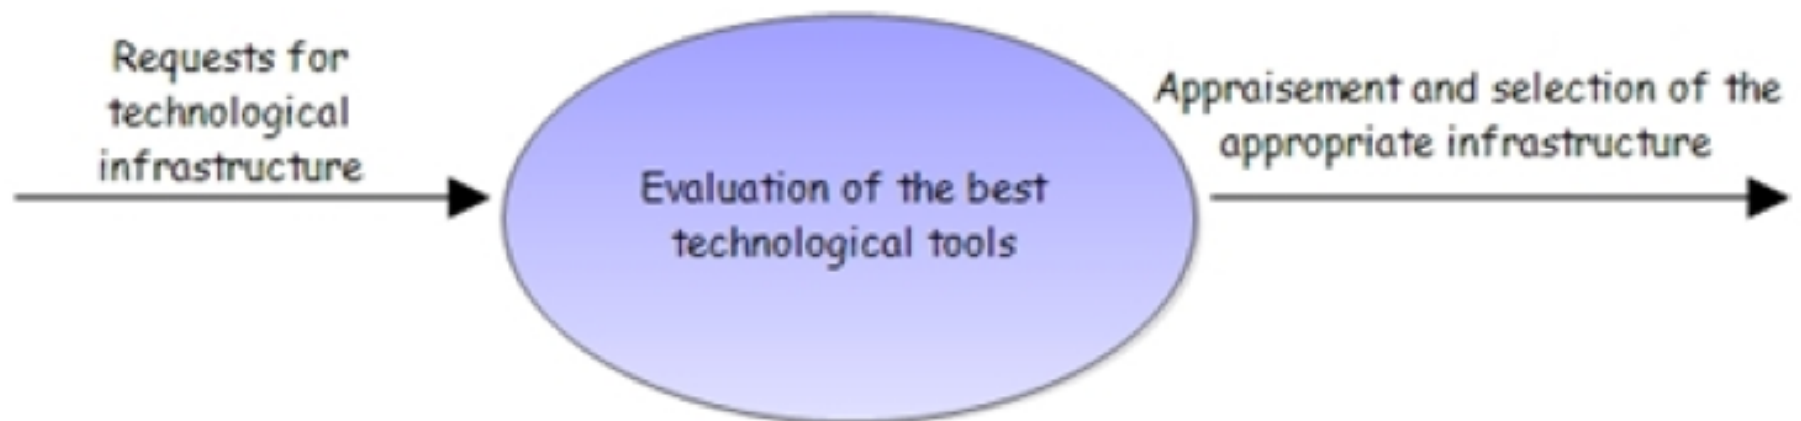 Requests for
technological
infrastructure
Evaluation of the best
technological tools
Appraisement and selection of the
appropriate infrastructure